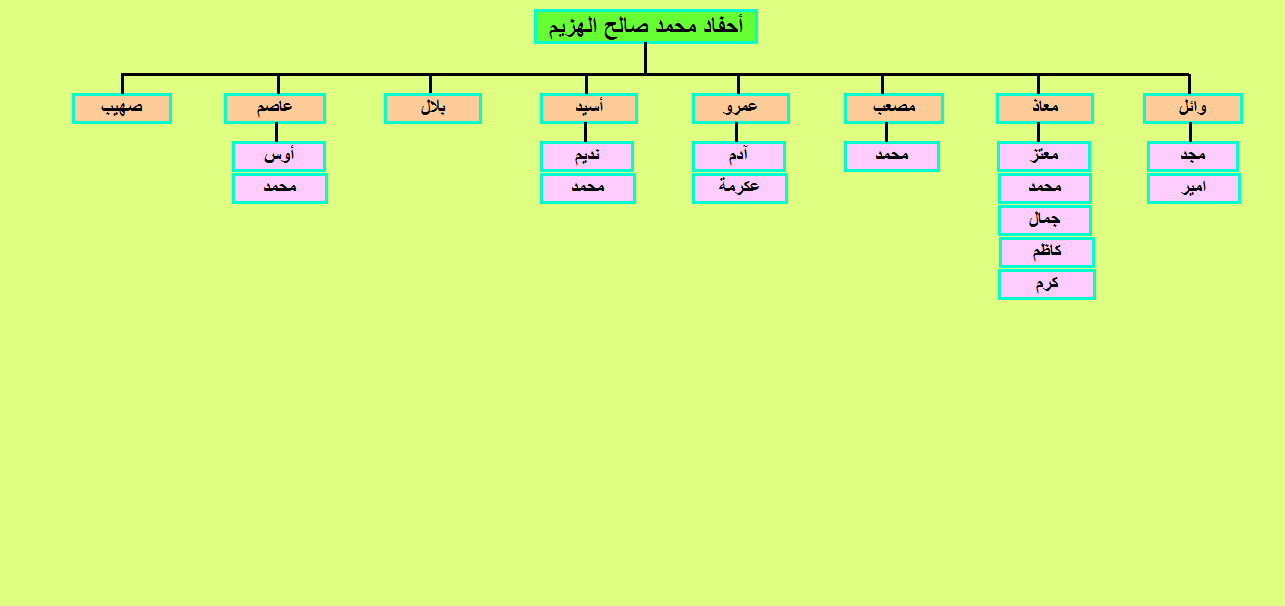 أحفاد محمد صالح الهزيم
وائل
معاذ
مصعب
عمرو
أسيد
بلال
عاصم
صهيب
مجد
معتز
محمد
آدم
نديم
أوس
امير
محمد
عكرمة
محمد
محمد
جمال
كاظم
كرم